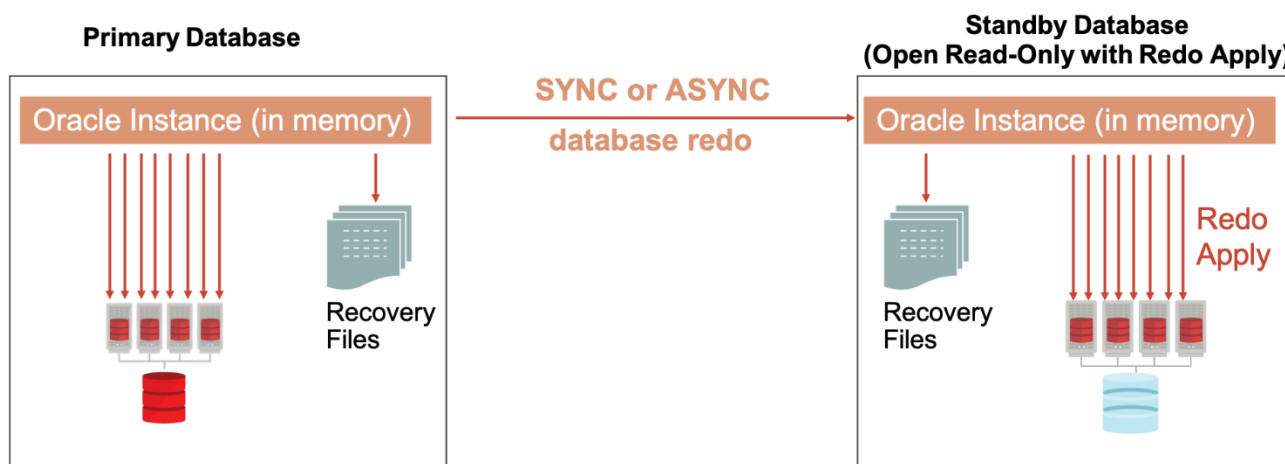 Primary Database
Standby Database
(Open Read-Only with Redo Apply)
Oracle Instance (in memory)
SYNC or ASYNC
database redo
Oracle Instance (in memory)
Recovery
Files
Recovery
Files
Redo
Apply